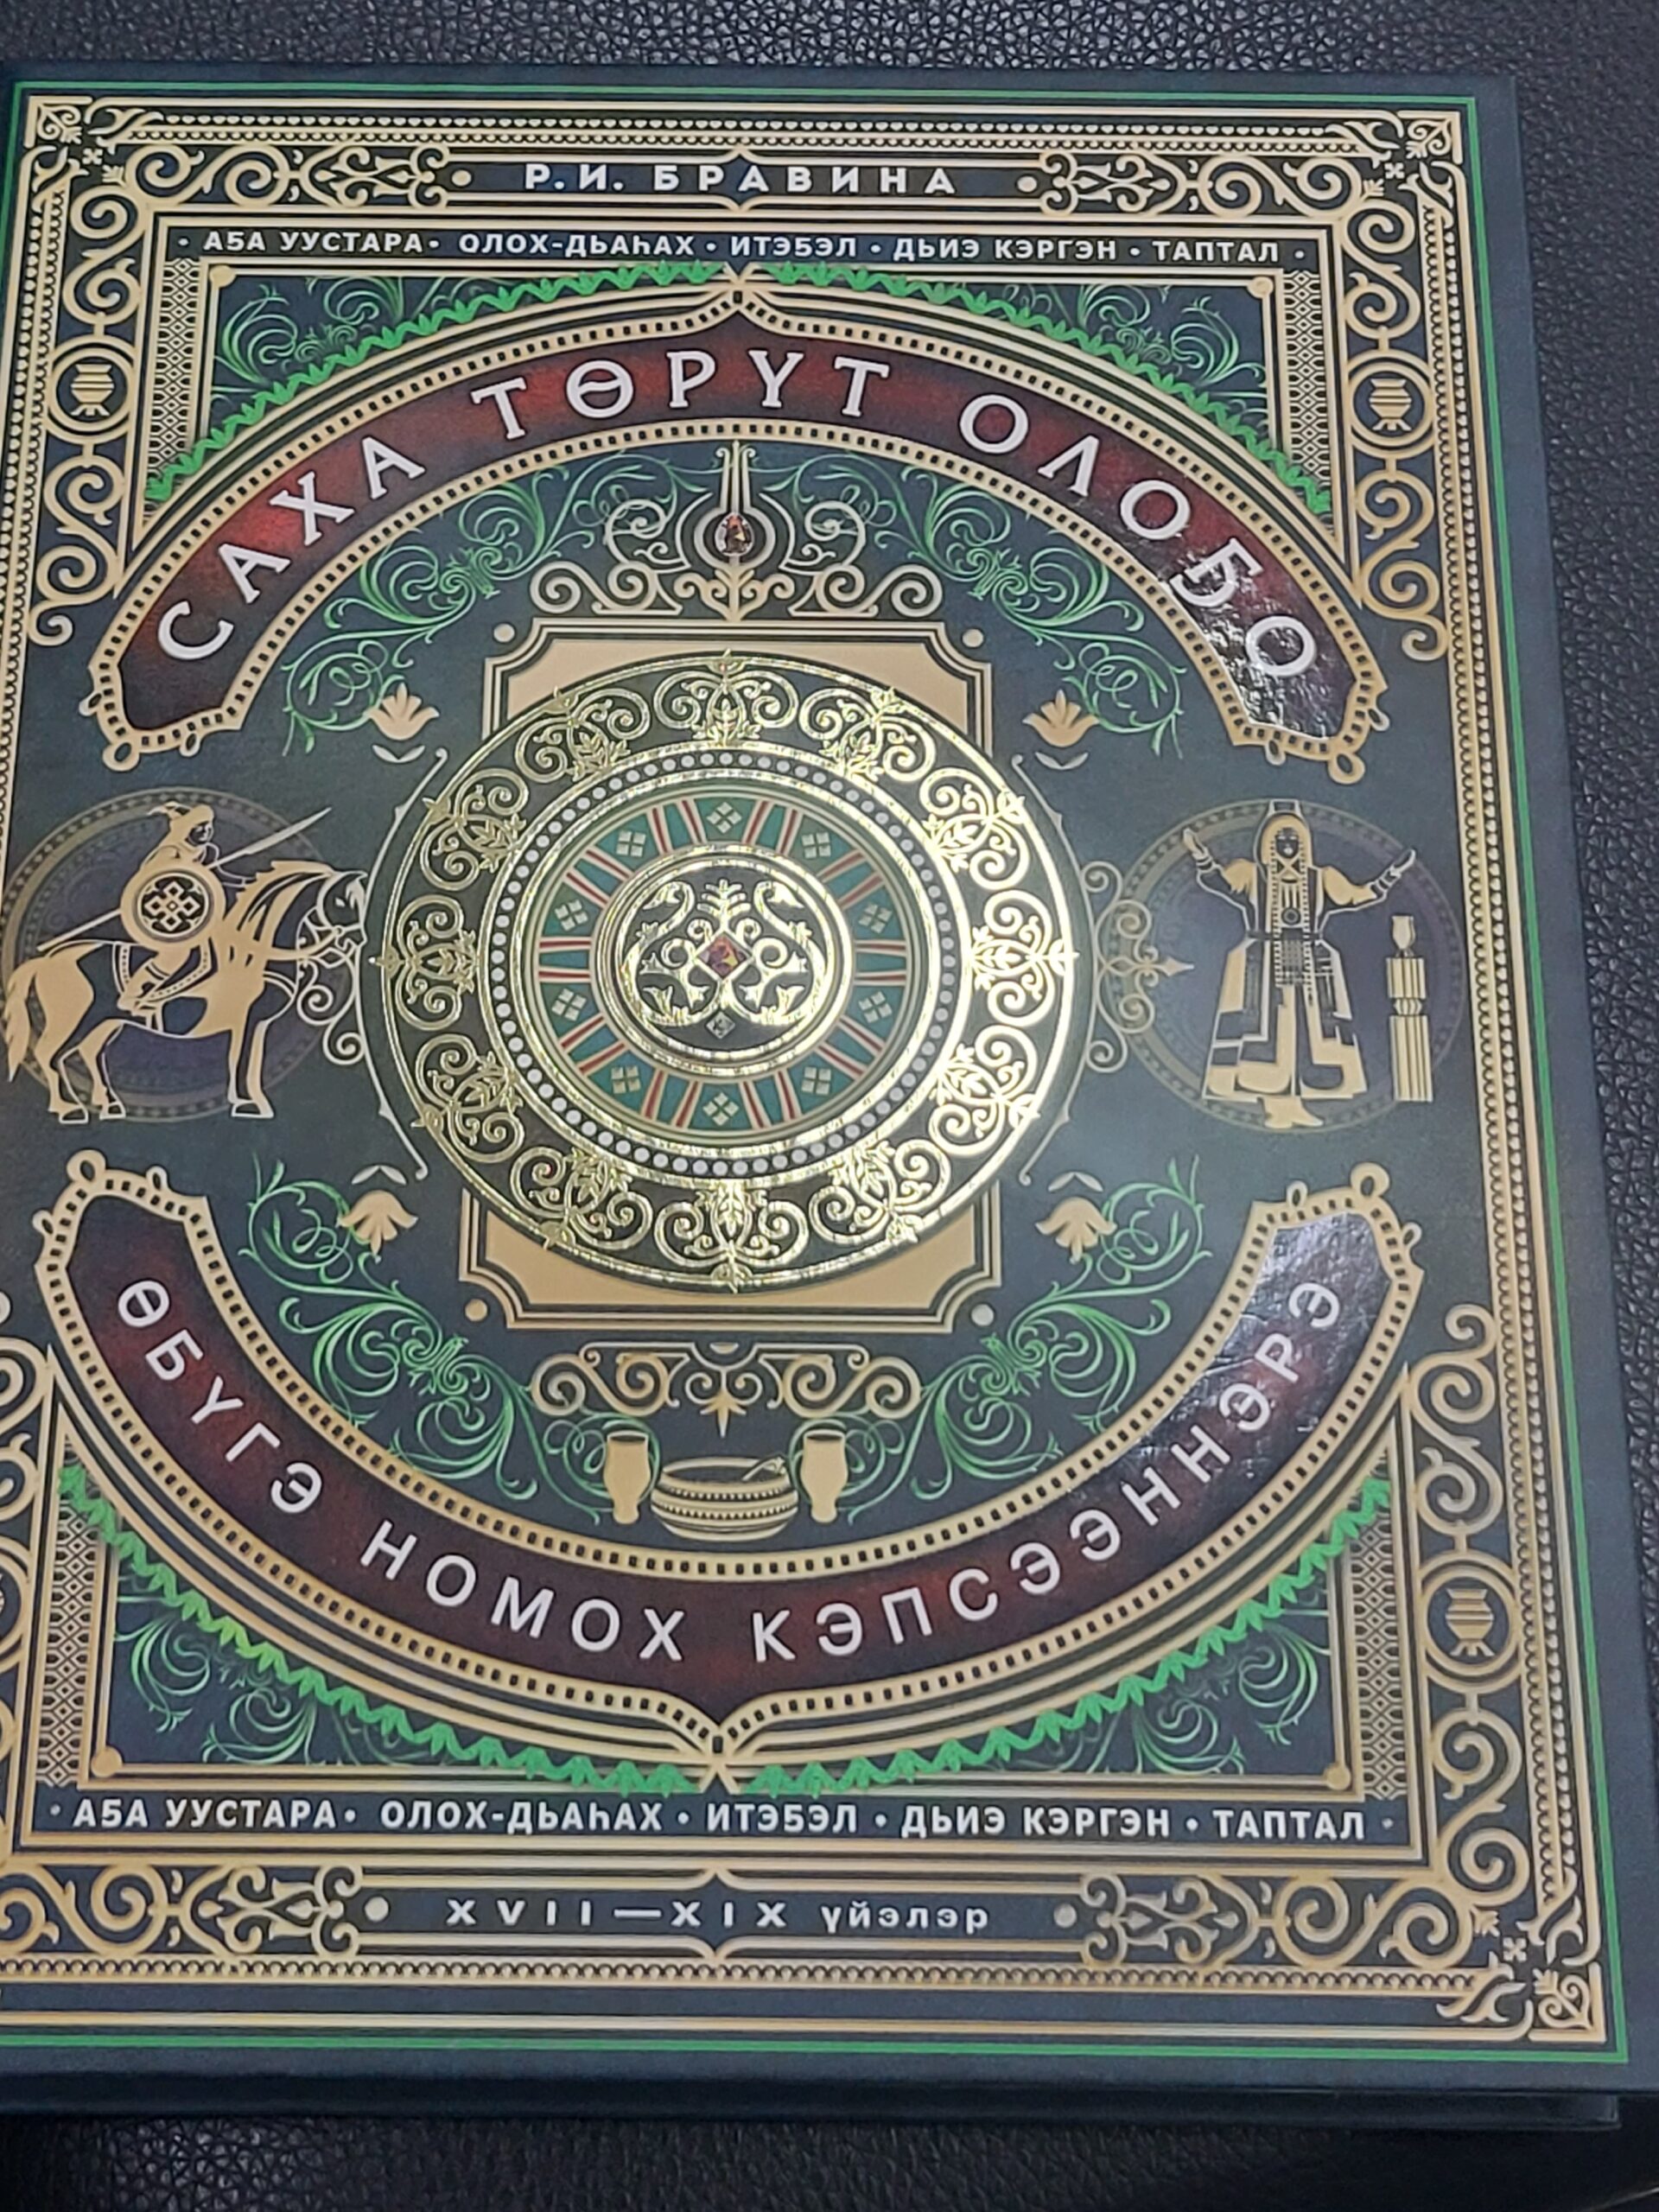 Р.И. БРАВИНА
• АҔА УУСТАРА • ОЛОХ-ДЬАҺАХ • ИТЭҔЭЛ • ДЬИЭ КЭРГЭН • ТАПТАЛ •
САХА ТӨРҮТ ОЛОҔО
ӨБҮГЭ НОМОХ КЭПСЭЭННЭРЭ
• АҔА УУСТАРА • ОЛОХ-ДЬАҺАХ • ИТЭҔЭЛ • ДЬИЭ КЭРГЭН • ТАПТАЛ •
XVII—XIX үйэлэр